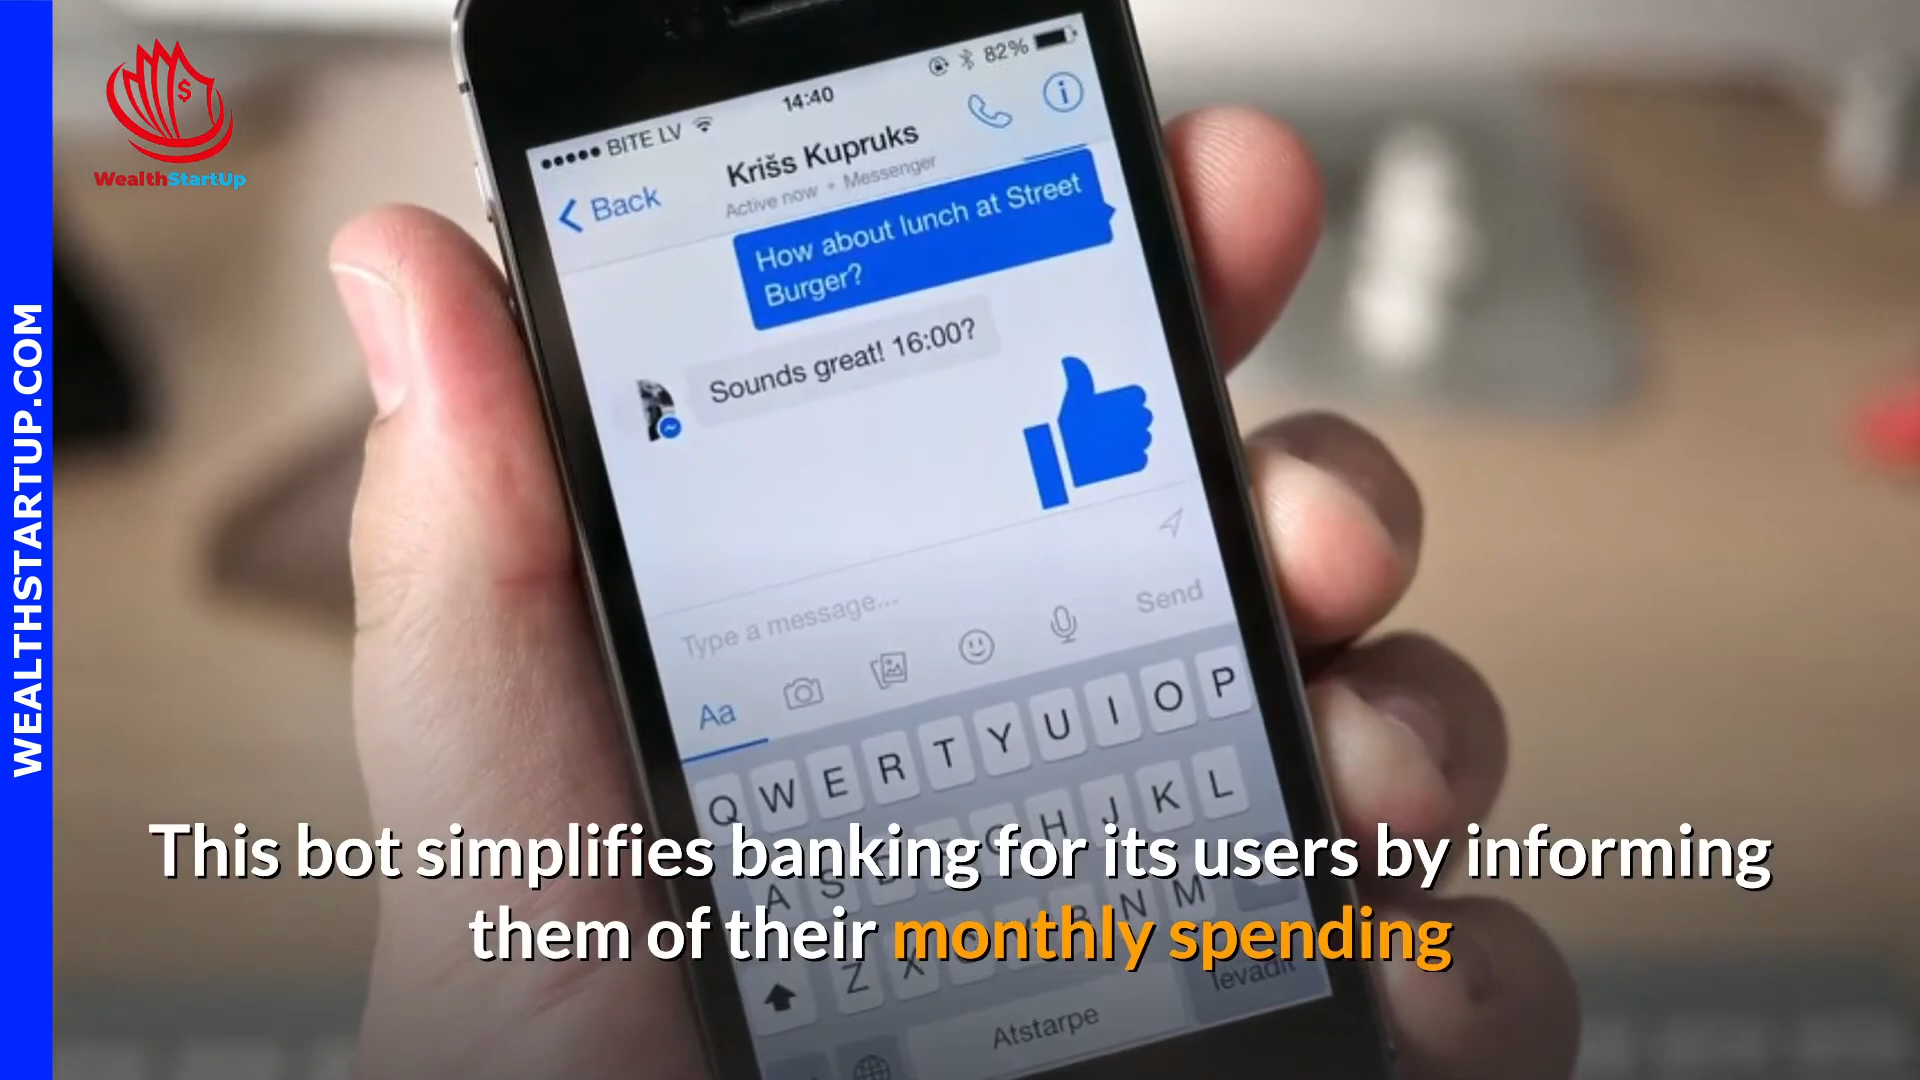 WealthStartUp
WEALTHSTARTUP.COM
BITE LV
14:40
82%
Back
Krišs Kupruks
Active now • Messenger
How about lunch at Street
Burger?
Sounds great! 16:00?
Type a message...
Send
Aa
Q W E R T Y U I O P
A S G H J K L
Z X B N M
Atstarpe
Ievadīt
This bot simplifies banking for its users by informing
them of their monthly spending